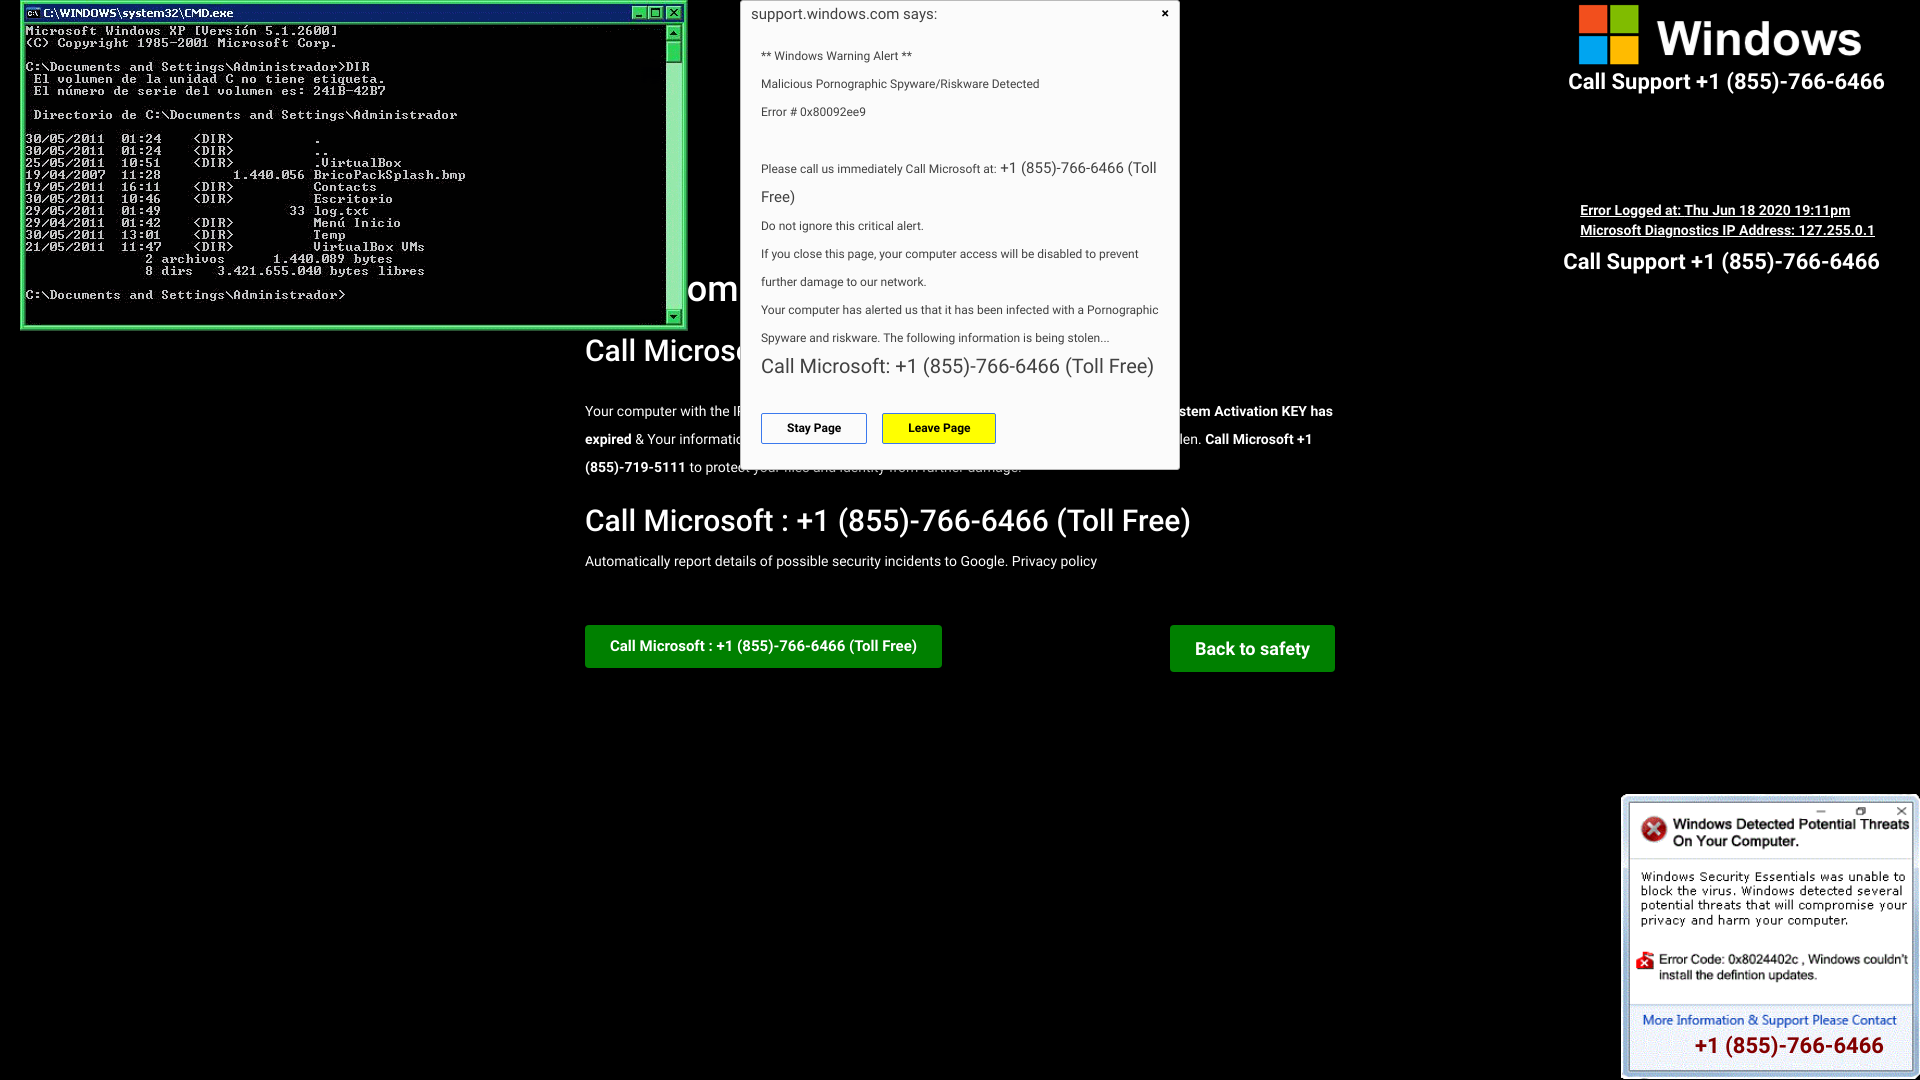 C:\WINDOWS\system32\CMD.exe
Microsoft Windows XP [Versión 5.1.2600]
(C) Copyright 1985-2001 Microsoft Corp.
C:\Documents and Settings\Administrador>DIR
El volumen de la unidad C no tiene etiqueta.
El número de serie del volumen es: 241B-42B7
Directorio de C:\Documents and Settings\Administrador
30/05/2011 01:24 <DIR> .
30/05/2011 01:24 <DIR> ..
25/05/2011 10:51 <DIR> .VirtualBox
19/04/2007 11:28 1.440.056 BricoPackSplash.bmp
19/05/2011 16:11 <DIR> Contacts
30/05/2011 10:46 <DIR> Escritorio
29/05/2011 01:49 33 log.txt
29/04/2011 01:42 <DIR> Menú Inicio
30/05/2011 13:01 <DIR> Temp
21/05/2011 11:47 <DIR> VirtualBox VMs
2 archivos 1.440.089 bytes
8 dirs 3.421.655.040 bytes libres
C:\Documents and Settings\Administrador>
support.windows.com says:
** Windows Warning Alert **
Malicious Pornographic Spyware/Riskware Detected
Error # 0x80092ee9
Please call us immediately Call Microsoft at: +1 (855)-766-6466 (Toll
Free)
Do not ignore this critical alert.
If you close this page, your computer access will be disabled to prevent
further damage to our network.
Your computer has alerted us that it has been infected with a Pornographic
Spyware and riskware. The following information is being stolen...
Call Microsoft: +1 (855)-766-6466 (Toll Free)
Stay Page
Leave Page
Windows
Call Support +1 (855)-766-6466
Error Logged at: Thu Jun 18 2020 19:11pm
Microsoft Diagnostics IP Address: 127.255.0.1
Call Support +1 (855)-766-6466
om
Call Micros
Your computer with the I stem Activation KEY has
expired & Your informati len. Call Microsoft +1
(855)-719-5111 to protect your files and identity from further damage.
Call Microsoft : +1 (855)-766-6466 (Toll Free)
Automatically report details of possible security incidents to Google. Privacy policy
Call Microsoft : +1 (855)-766-6466 (Toll Free)
Back to safety
Windows Detected Potential Threats
On Your Computer.
Windows Security Essentials was unable to
block the virus. Windows detected several
potential threats that will compromise your
privacy and harm your computer.
Error Code: 0x8024402c , Windows couldn't
install the defintion updates.
More Information & Support Please Contact
+1 (855)-766-6466